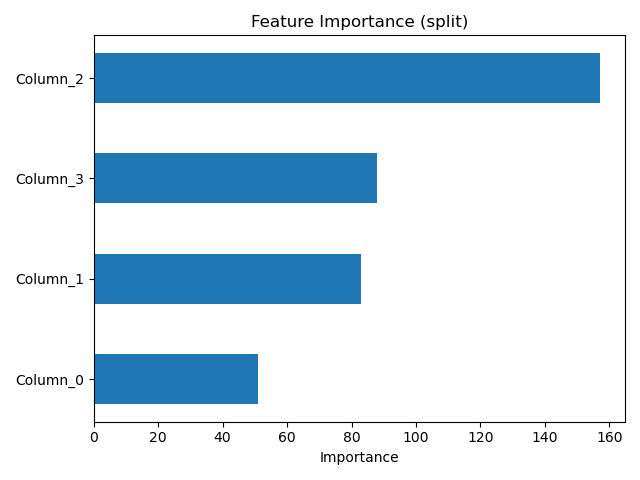 Feature Importance (split)
Column_2
Column_3
Column_1
Column_0
0 20 40 60 80 100 120 140 160
Importance